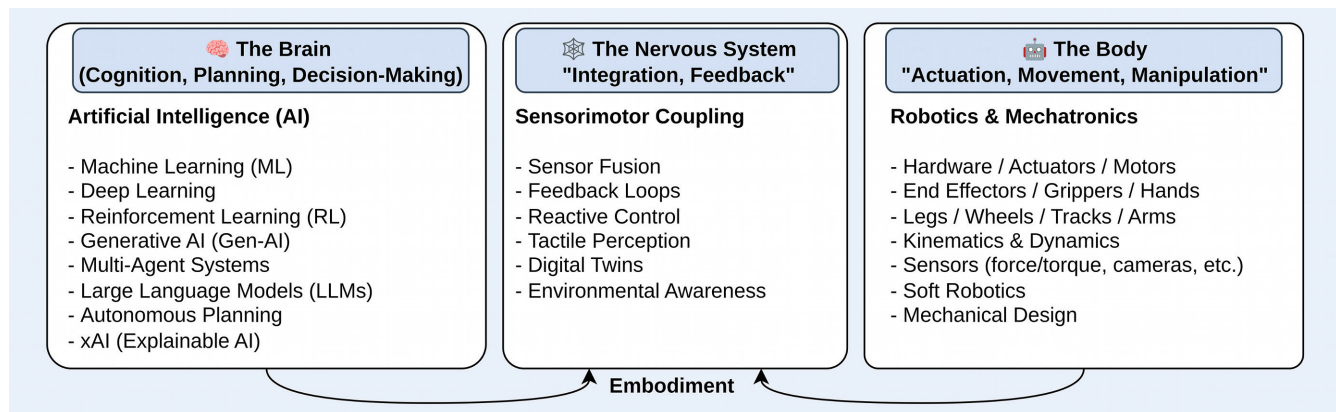 The Brain
(Cognition, Planning, Decision-Making)
Artificial Intelligence (AI)
- Machine Learning (ML)
- Deep Learning
- Reinforcement Learning (RL)
- Generative AI (Gen-AI)
- Multi-Agent Systems
- Large Language Models (LLMs)
- Autonomous Planning
- xAI (Explainable AI)
The Nervous System
"Integration, Feedback"
Sensorimotor Coupling
- Sensor Fusion
- Feedback Loops
- Reactive Control
- Tactile Perception
- Digital Twins
- Environmental Awareness
The Body
"Actuation, Movement, Manipulation"
Robotics & Mechatronics
- Hardware / Actuators / Motors
- End Effectors / Grippers / Hands
- Legs / Wheels / Tracks / Arms
- Kinematics & Dynamics
- Sensors (force/torque, cameras, etc.)
- Soft Robotics
- Mechanical Design
Embodiment